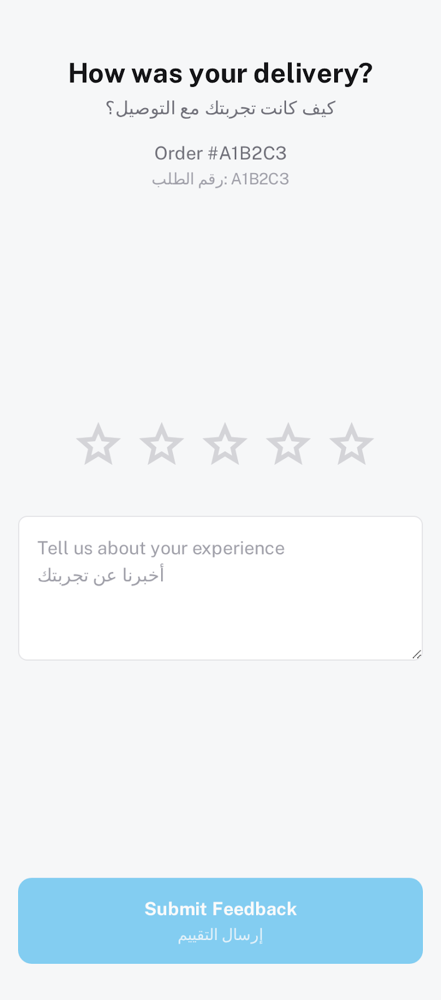 How was your delivery?
كيف كانت تجربتك مع التوصيل؟
Order #A1B2C3
رقم الطلب: A1B2C3
Tell us about your experience
أخبرنا عن تجربتك
Submit Feedback
إرسال التقييم